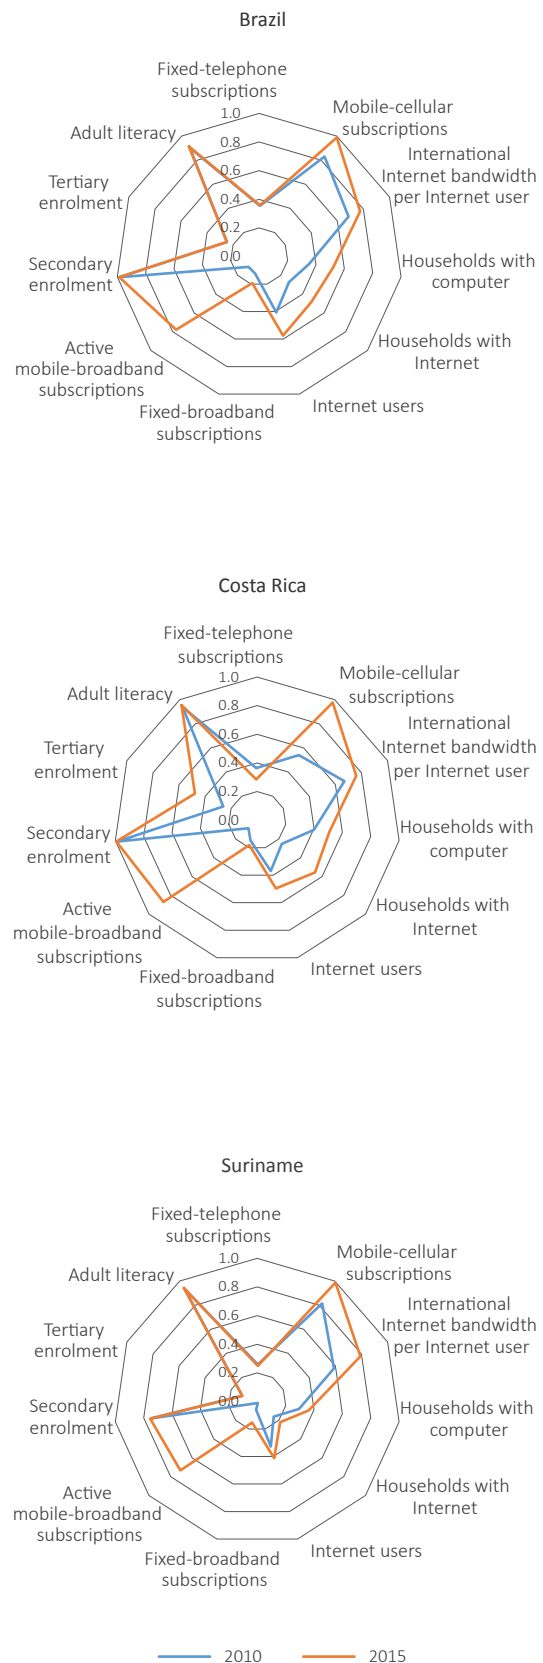 Brazil
Fixed-telephone
subscriptions
Mobile-cellular
subscriptions
International
Internet bandwidth
per Internet user
Households with
computer
Households with
Internet
Internet users
Fixed-broadband
subscriptions
Active
mobile-broadband
subscriptions
Secondary
enrolment
Tertiary
enrolment
Adult literacy
1.0
0.8
0.6
0.4
0.2
0.0
Costa Rica
Fixed-telephone
subscriptions
Mobile-cellular
subscriptions
International
Internet bandwidth
per Internet user
Households with
computer
Households with
Internet
Internet users
Fixed-broadband
subscriptions
Active
mobile-broadband
subscriptions
Secondary
enrolment
Tertiary
enrolment
Adult literacy
1.0
0.8
0.6
0.4
0.2
0.0
Suriname
Fixed-telephone
subscriptions
Mobile-cellular
subscriptions
International
Internet bandwidth
per Internet user
Households with
computer
Households with
Internet
Internet users
Fixed-broadband
subscriptions
Active
mobile-broadband
subscriptions
Secondary
enrolment
Tertiary
enrolment
Adult literacy
1.0
0.8
0.6
0.4
0.2
0.0
2010
2015